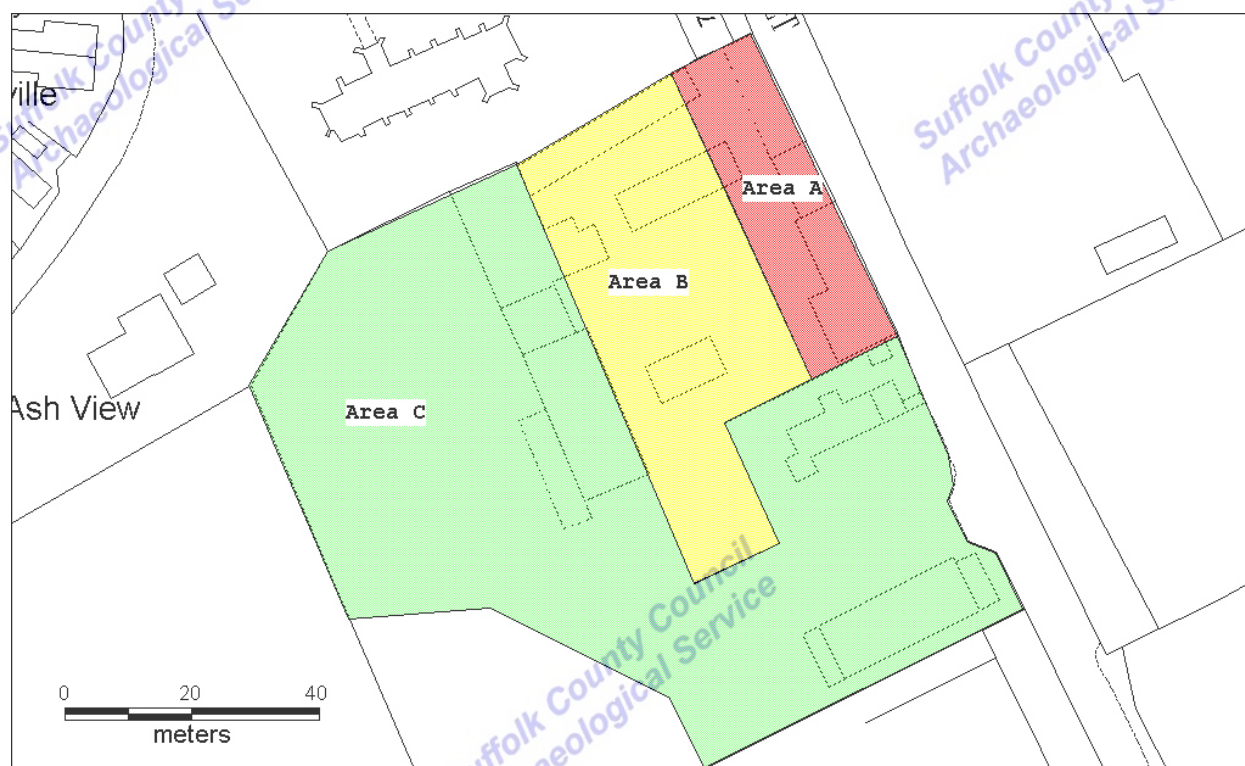 Suffolk County
Archaeological Service
Suffolk County
Archaeological
ville
Area A
Area B
Area C
Ash View
Suffolk County Council
Archaeological Service
0 20 40
meters